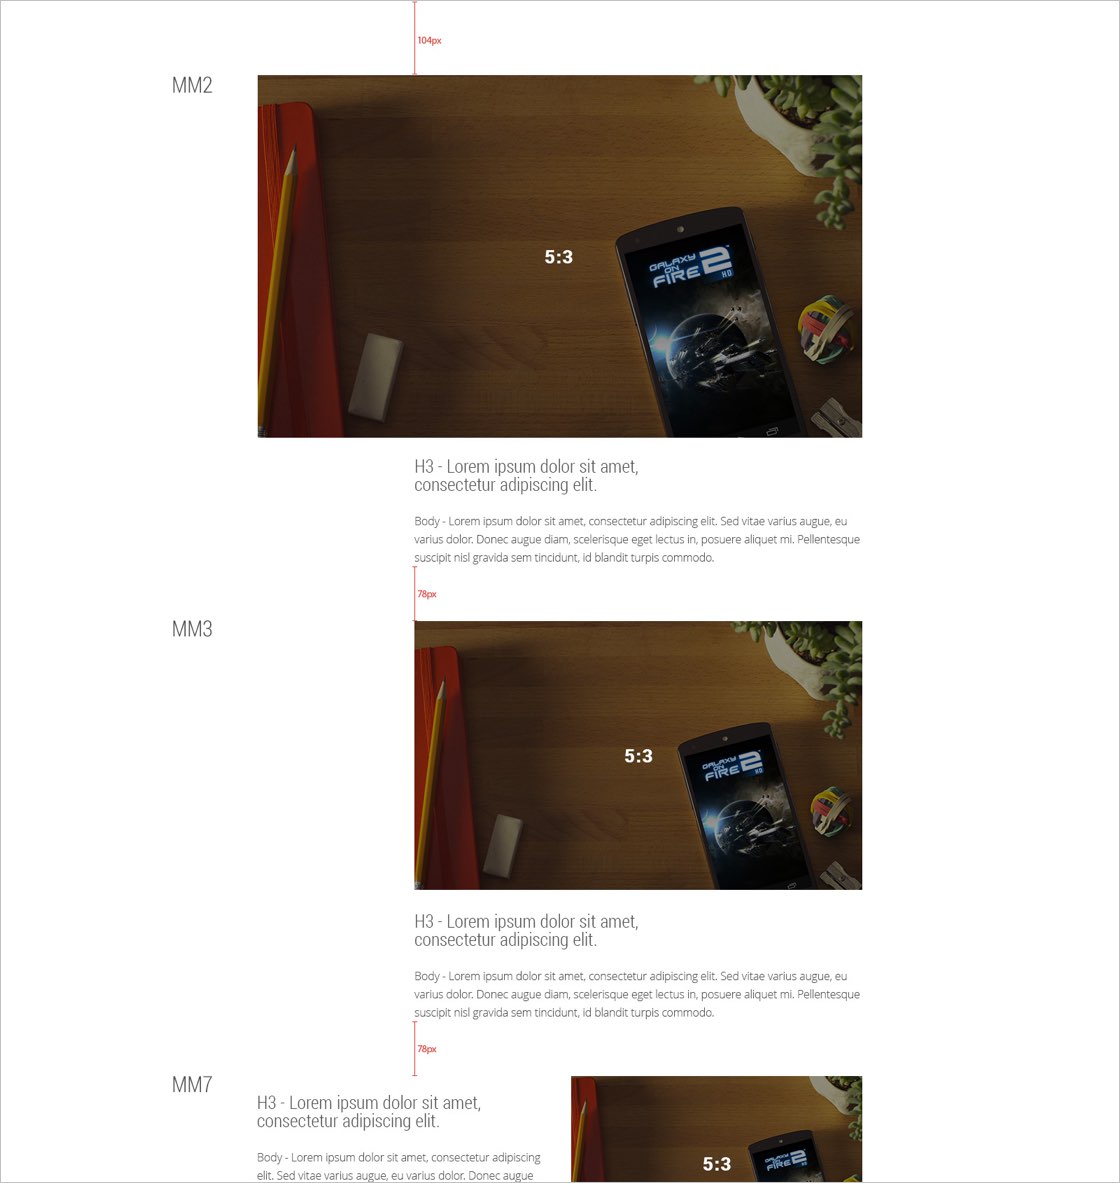 104px
MM2
5:3
GALAXY
ON
FIRE 2
HD
H3 - Lorem ipsum dolor sit amet,
consectetur adipiscing elit.
Body - Lorem ipsum dolor sit amet, consectetur adipiscing elit. Sed vitae varius augue, eu
varius dolor. Donec augue diam, scelerisque eget lectus in, posuere aliquet mi. Pellentesque
suscipit nisl gravida sem tincidunt, id blandit turpis commodo.
78px
MM3
5:3
GALAXY
ON
FIRE 2
HD
H3 - Lorem ipsum dolor sit amet,
consectetur adipiscing elit.
Body - Lorem ipsum dolor sit amet, consectetur adipiscing elit. Sed vitae varius augue, eu
varius dolor. Donec augue diam, scelerisque eget lectus in, posuere aliquet mi. Pellentesque
suscipit nisl gravida sem tincidunt, id blandit turpis commodo.
78px
MM7
H3 - Lorem ipsum dolor sit amet,
consectetur adipiscing elit.
Body - Lorem ipsum dolor sit amet, consectetur adipiscing
elit. Sed vitae varius augue, eu varius dolor. Donec augue
5:3
GALAXY
ON
FIRE 2